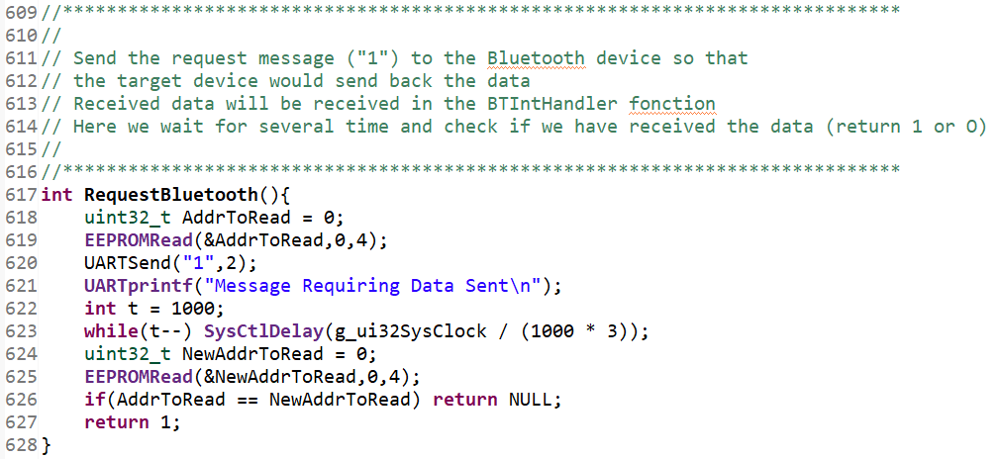 609 //*****************************************************************************
610 //
611 // Send the request message ("1") to the Bluetooth device so that
612 // the target device would send back the data
613 // Received data will be received in the BTIntHandler fonction
614 // Here we wait for several time and check if we have received the data (return 1 or O)
615 //
616 //*****************************************************************************
617 int RequestBluetooth(){
618     uint32_t AddrToRead = 0;
619     EEPROMRead(&AddrToRead,0,4);
620     UARTSend("1",2);
621     UARTprintf("Message Requiring Data Sent\n");
622     int t = 1000;
623     while(t--) SysCtlDelay(g_ui32SysClock / (1000 * 3));
624     uint32_t NewAddrToRead = 0;
625     EEPROMRead(&NewAddrToRead,0,4);
626     if(AddrToRead == NewAddrToRead) return NULL;
627     return 1;
628 }